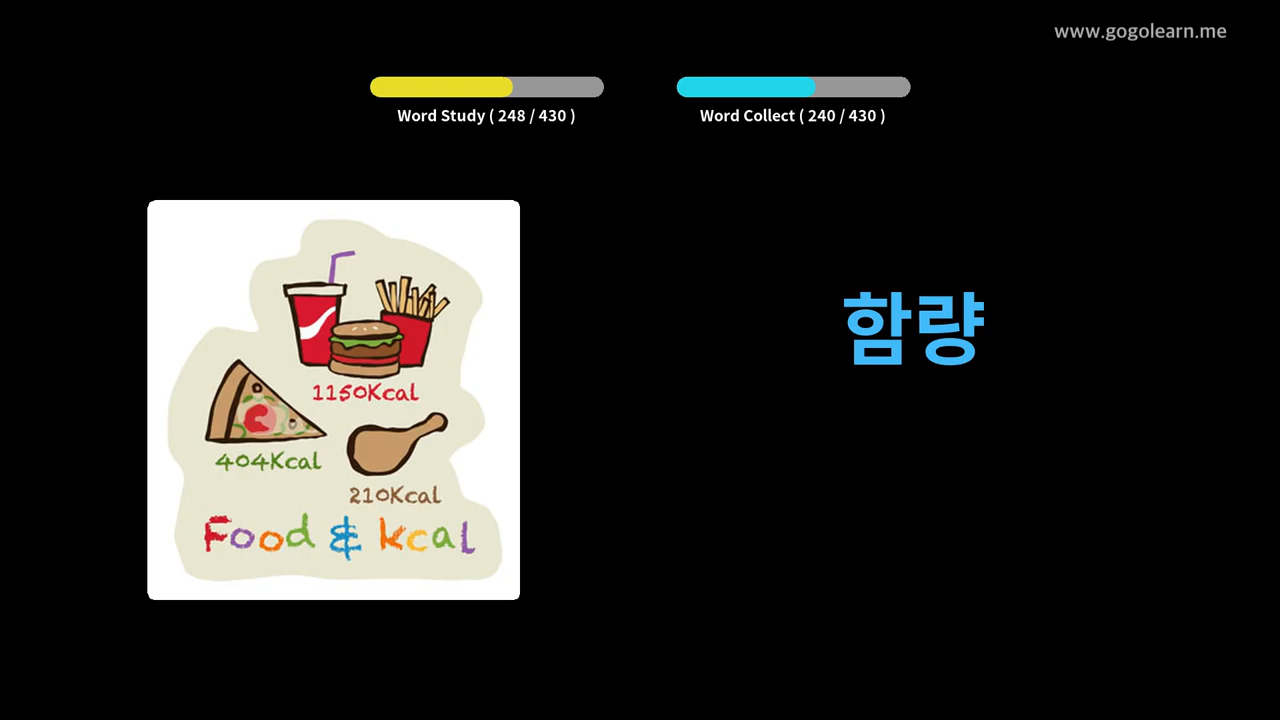 www.gogolearn.me
Word Study ( 248 / 430 )
Word Collect ( 240 / 430 )
1150Kcal
404Kcal
210Kcal
Food & kcal
함량